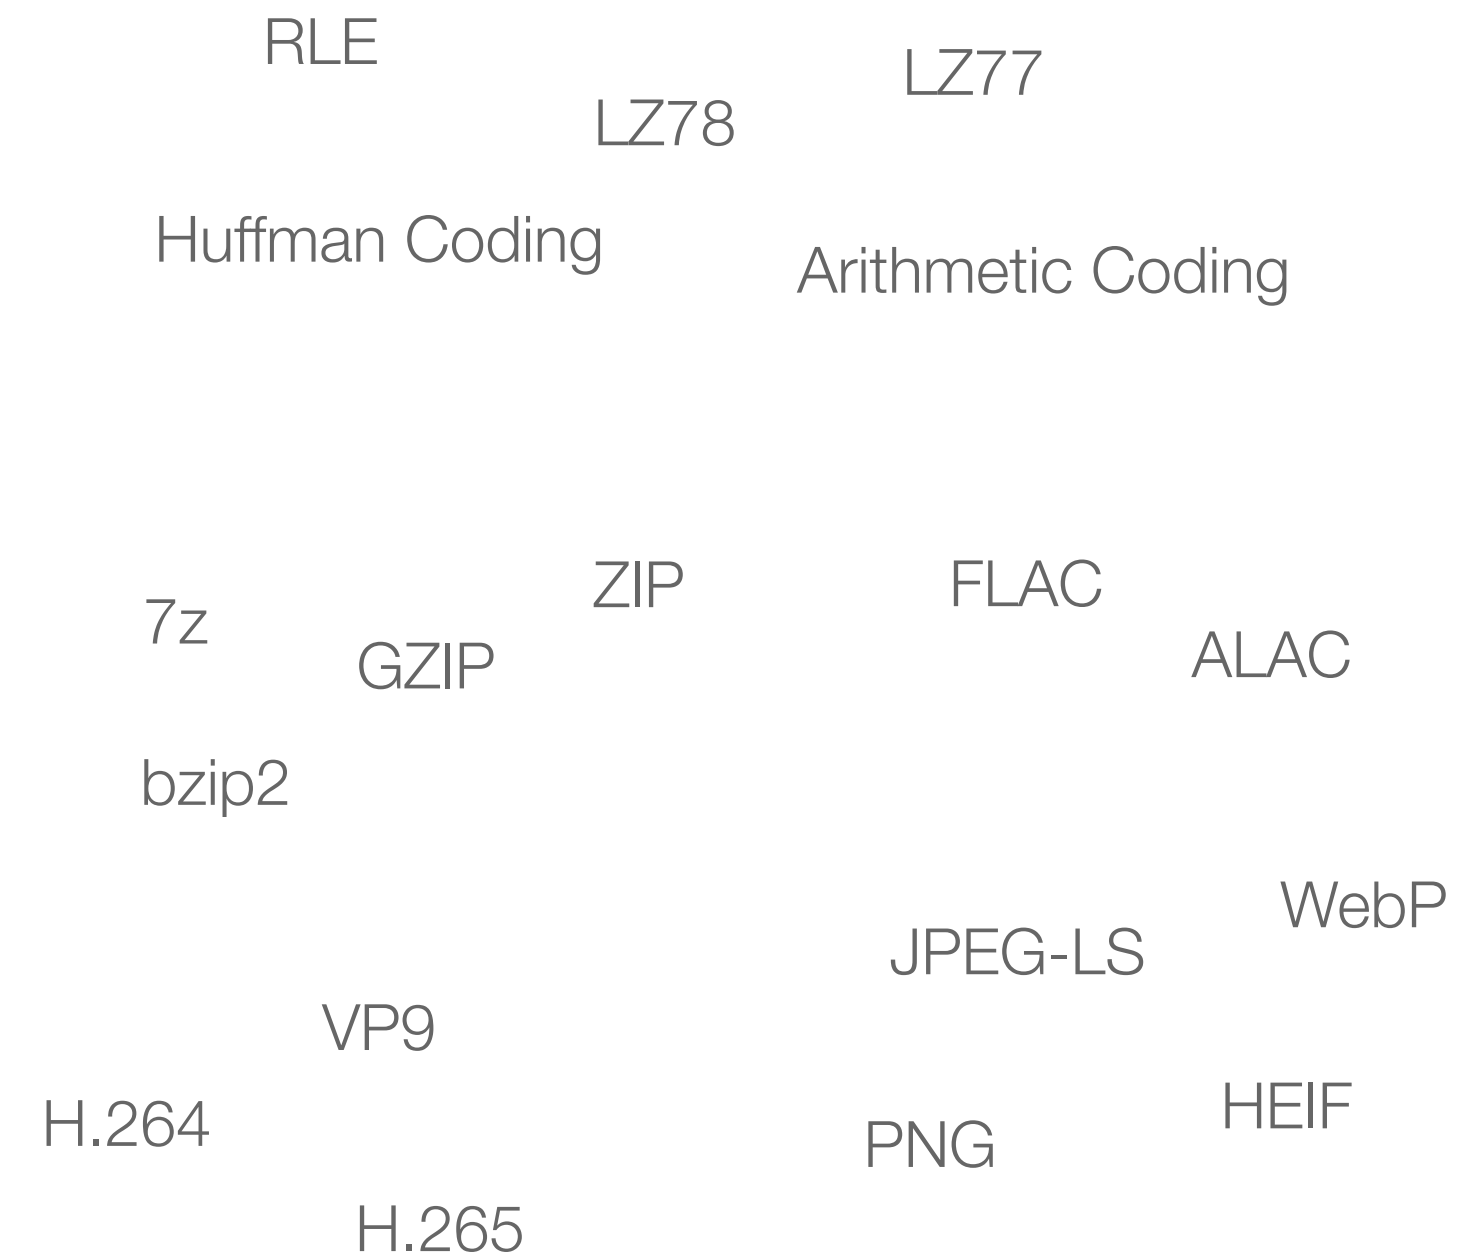 RLE
LZ77
LZ78
Huffman Coding
Arithmetic Coding
ZIP
FLAC
7z
GZIP
ALAC
bzip2
WebP
JPEG-LS
VP9
HEIF
H.264
PNG
H.265